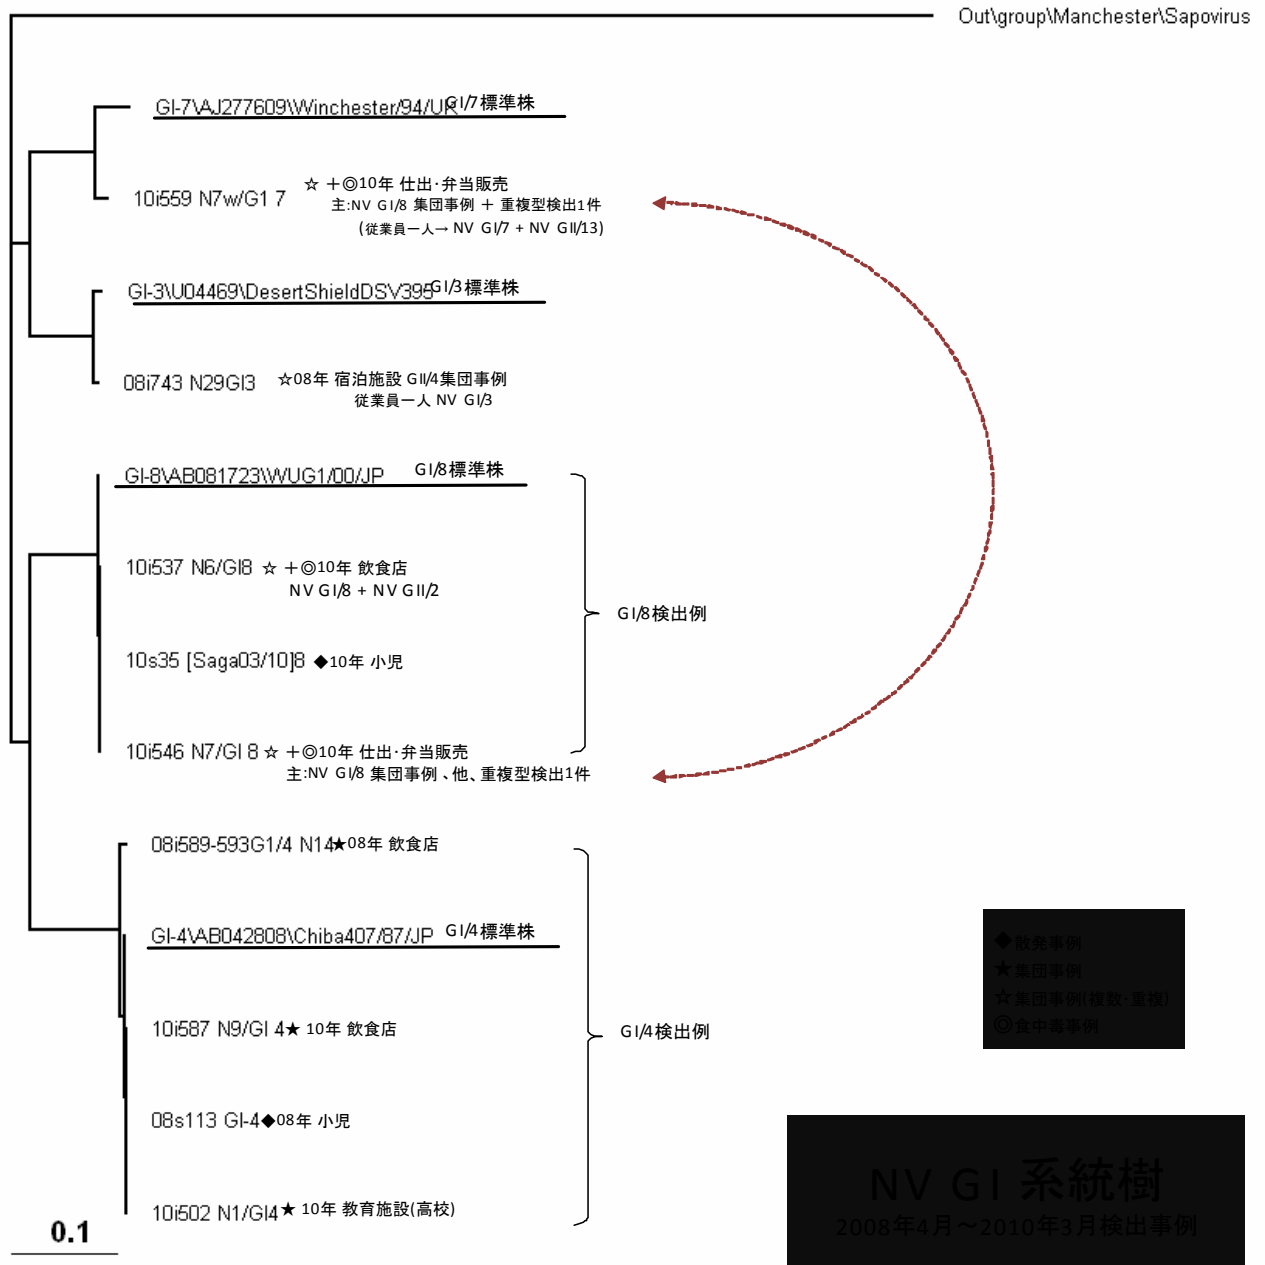 Out\group\Manchester\Sapovirus
GI-7\AJ277609\Winchester/94/UK GI/7標準株
10i559 N7w/G1 7 ☆ ＋◎10年 仕出・弁当販売
主:NV GI/8 集団事例 ＋ 重複型検出1件
(従業員一人→ NV GI/7 + NV GII/13)
GI-3\U04469\DesertShieldDSV395 GI/3標準株
08i743 N29GI3 ☆08年 宿泊施設 GII/4集団事例
従業員一人 NV GI/3
GI-8\AB081723\WUG1/00/JP GI/8標準株
10i537 N6/GI8 ☆ ＋◎10年 飲食店
NV GI/8 + NV GII/2
GI/8検出例
10s35 [Saga03/10]8 ◆10年 小児
10i546 N7/GI 8 ☆ ＋◎10年 仕出・弁当販売
主:NV GI/8 集団事例 、他、重複型検出1件
08i589-593G1/4 N14★08年 飲食店
GI-4\AB042808\Chiba407/87/JP GI/4標準株
10i587 N9/GI 4★ 10年 飲食店
GI/4検出例
08s113 GI-4◆08年 小児
10i502 N1/GI4★ 10年 教育施設(高校)
0.1
◆散発事例
★集団事例
☆集団事例(複数・重複)
◎食中毒事例
NV GI 系統樹
2008年4月～2010年3月検出事例